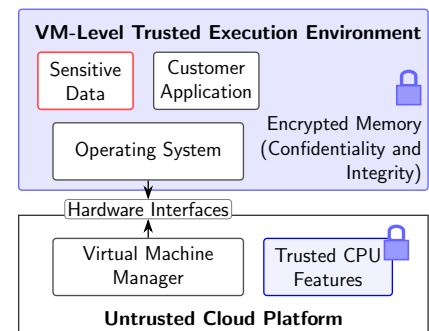 VM-Level Trusted Execution Environment
Sensitive
Data
Customer
Application
Operating System
Encrypted Memory
(Confidentiality and
Integrity)
Hardware Interfaces
Virtual Machine
Manager
Trusted CPU
Features
Untrusted Cloud Platform